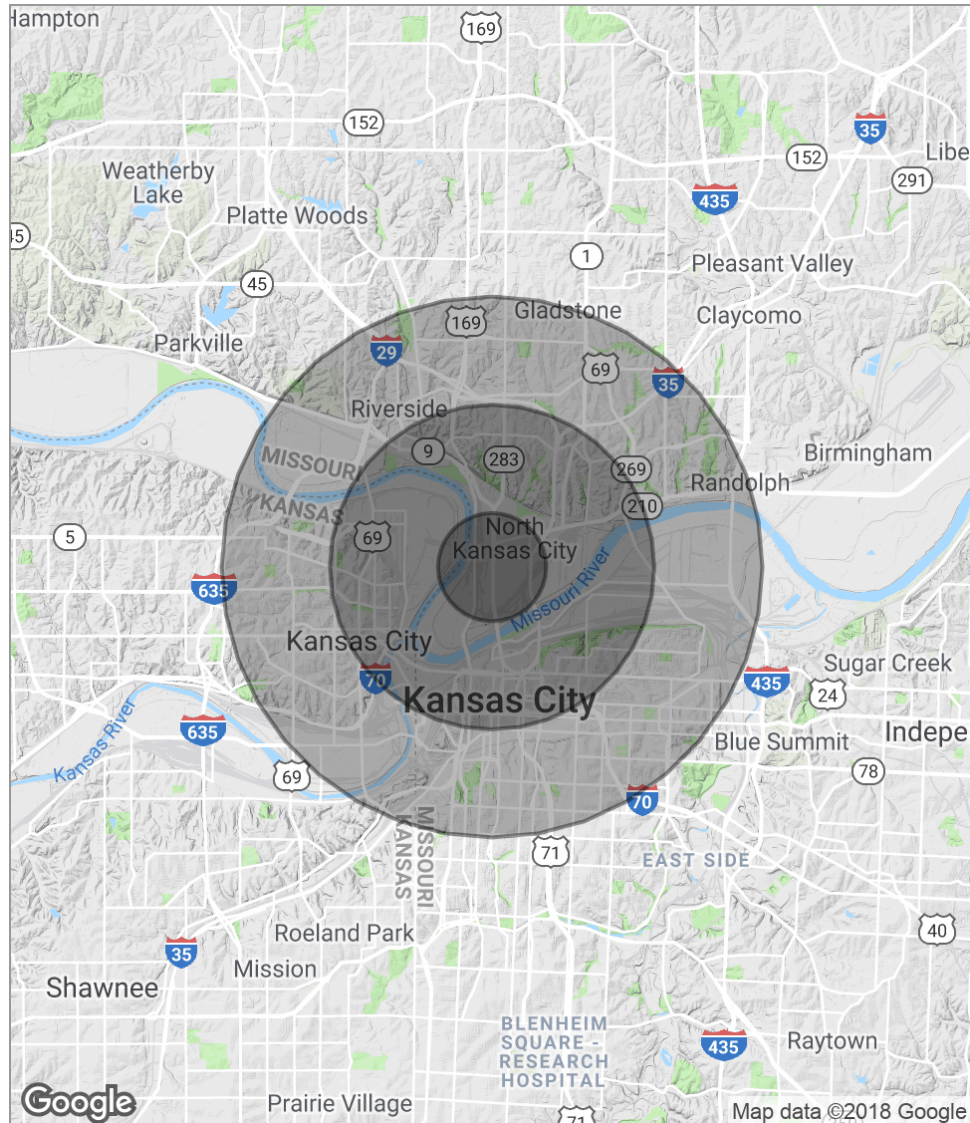 Hampton
169
152
35
Weatherby
Lake
152
Libe
291
435
Platte Woods
45
1
Pleasant Valley
45
Gladstone
Claycomo
169
Parkville
29
69
35
Riverside
9
283
Birmingham
MISSOURI
269
Randolph
KANSAS
210
North
Kansas City
5
69
635
Missouri River
Kansas City
Sugar Creek
70
435
24
Kansas City
Kansas River
635
Blue Summit
Indepe
69
78
70
MISSOURI
KANSAS
71
EAST SIDE
Roeland Park
40
35
Mission
Shawnee
BLENHEIM
SQUARE -
RESEARCH
HOSPITAL
435
Raytown
Google
Prairie Village
71
Map data ©2018 Google